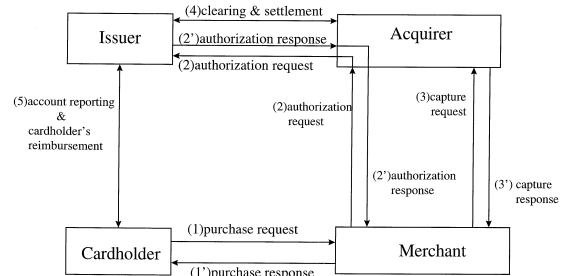 (4)clearing & settlement
Issuer
Acquirer
(2')authorization response
(2)authorization request
(5)account reporting
&
cardholder's
reimbursement
(2)authorization
request
(3)capture
request
(2')authorization
response
(3') capture
response
(1)purchase request
Cardholder
Merchant
(1')purchase response